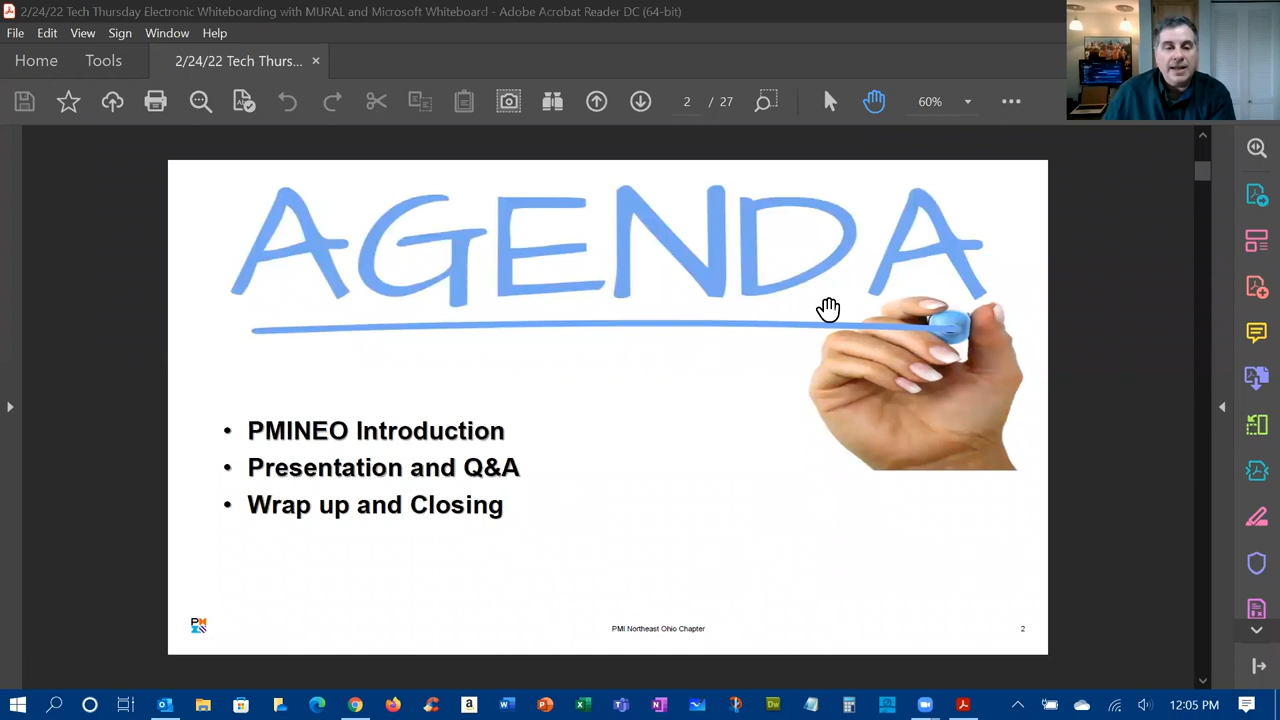 2/24/22 Tech Thursday Electronic Whiteboarding with MURAL and Microsoft Whiteboard - Adobe Acrobat Reader DC (64-bit)
File Edit View Sign Window Help
Home Tools 2/24/22 Tech Thurs... ×
2 / 27 60%
AGENDA
• PMINEO Introduction
• Presentation and Q&A
• Wrap up and Closing
PMI Northeast Ohio Chapter 2
12:05 PM